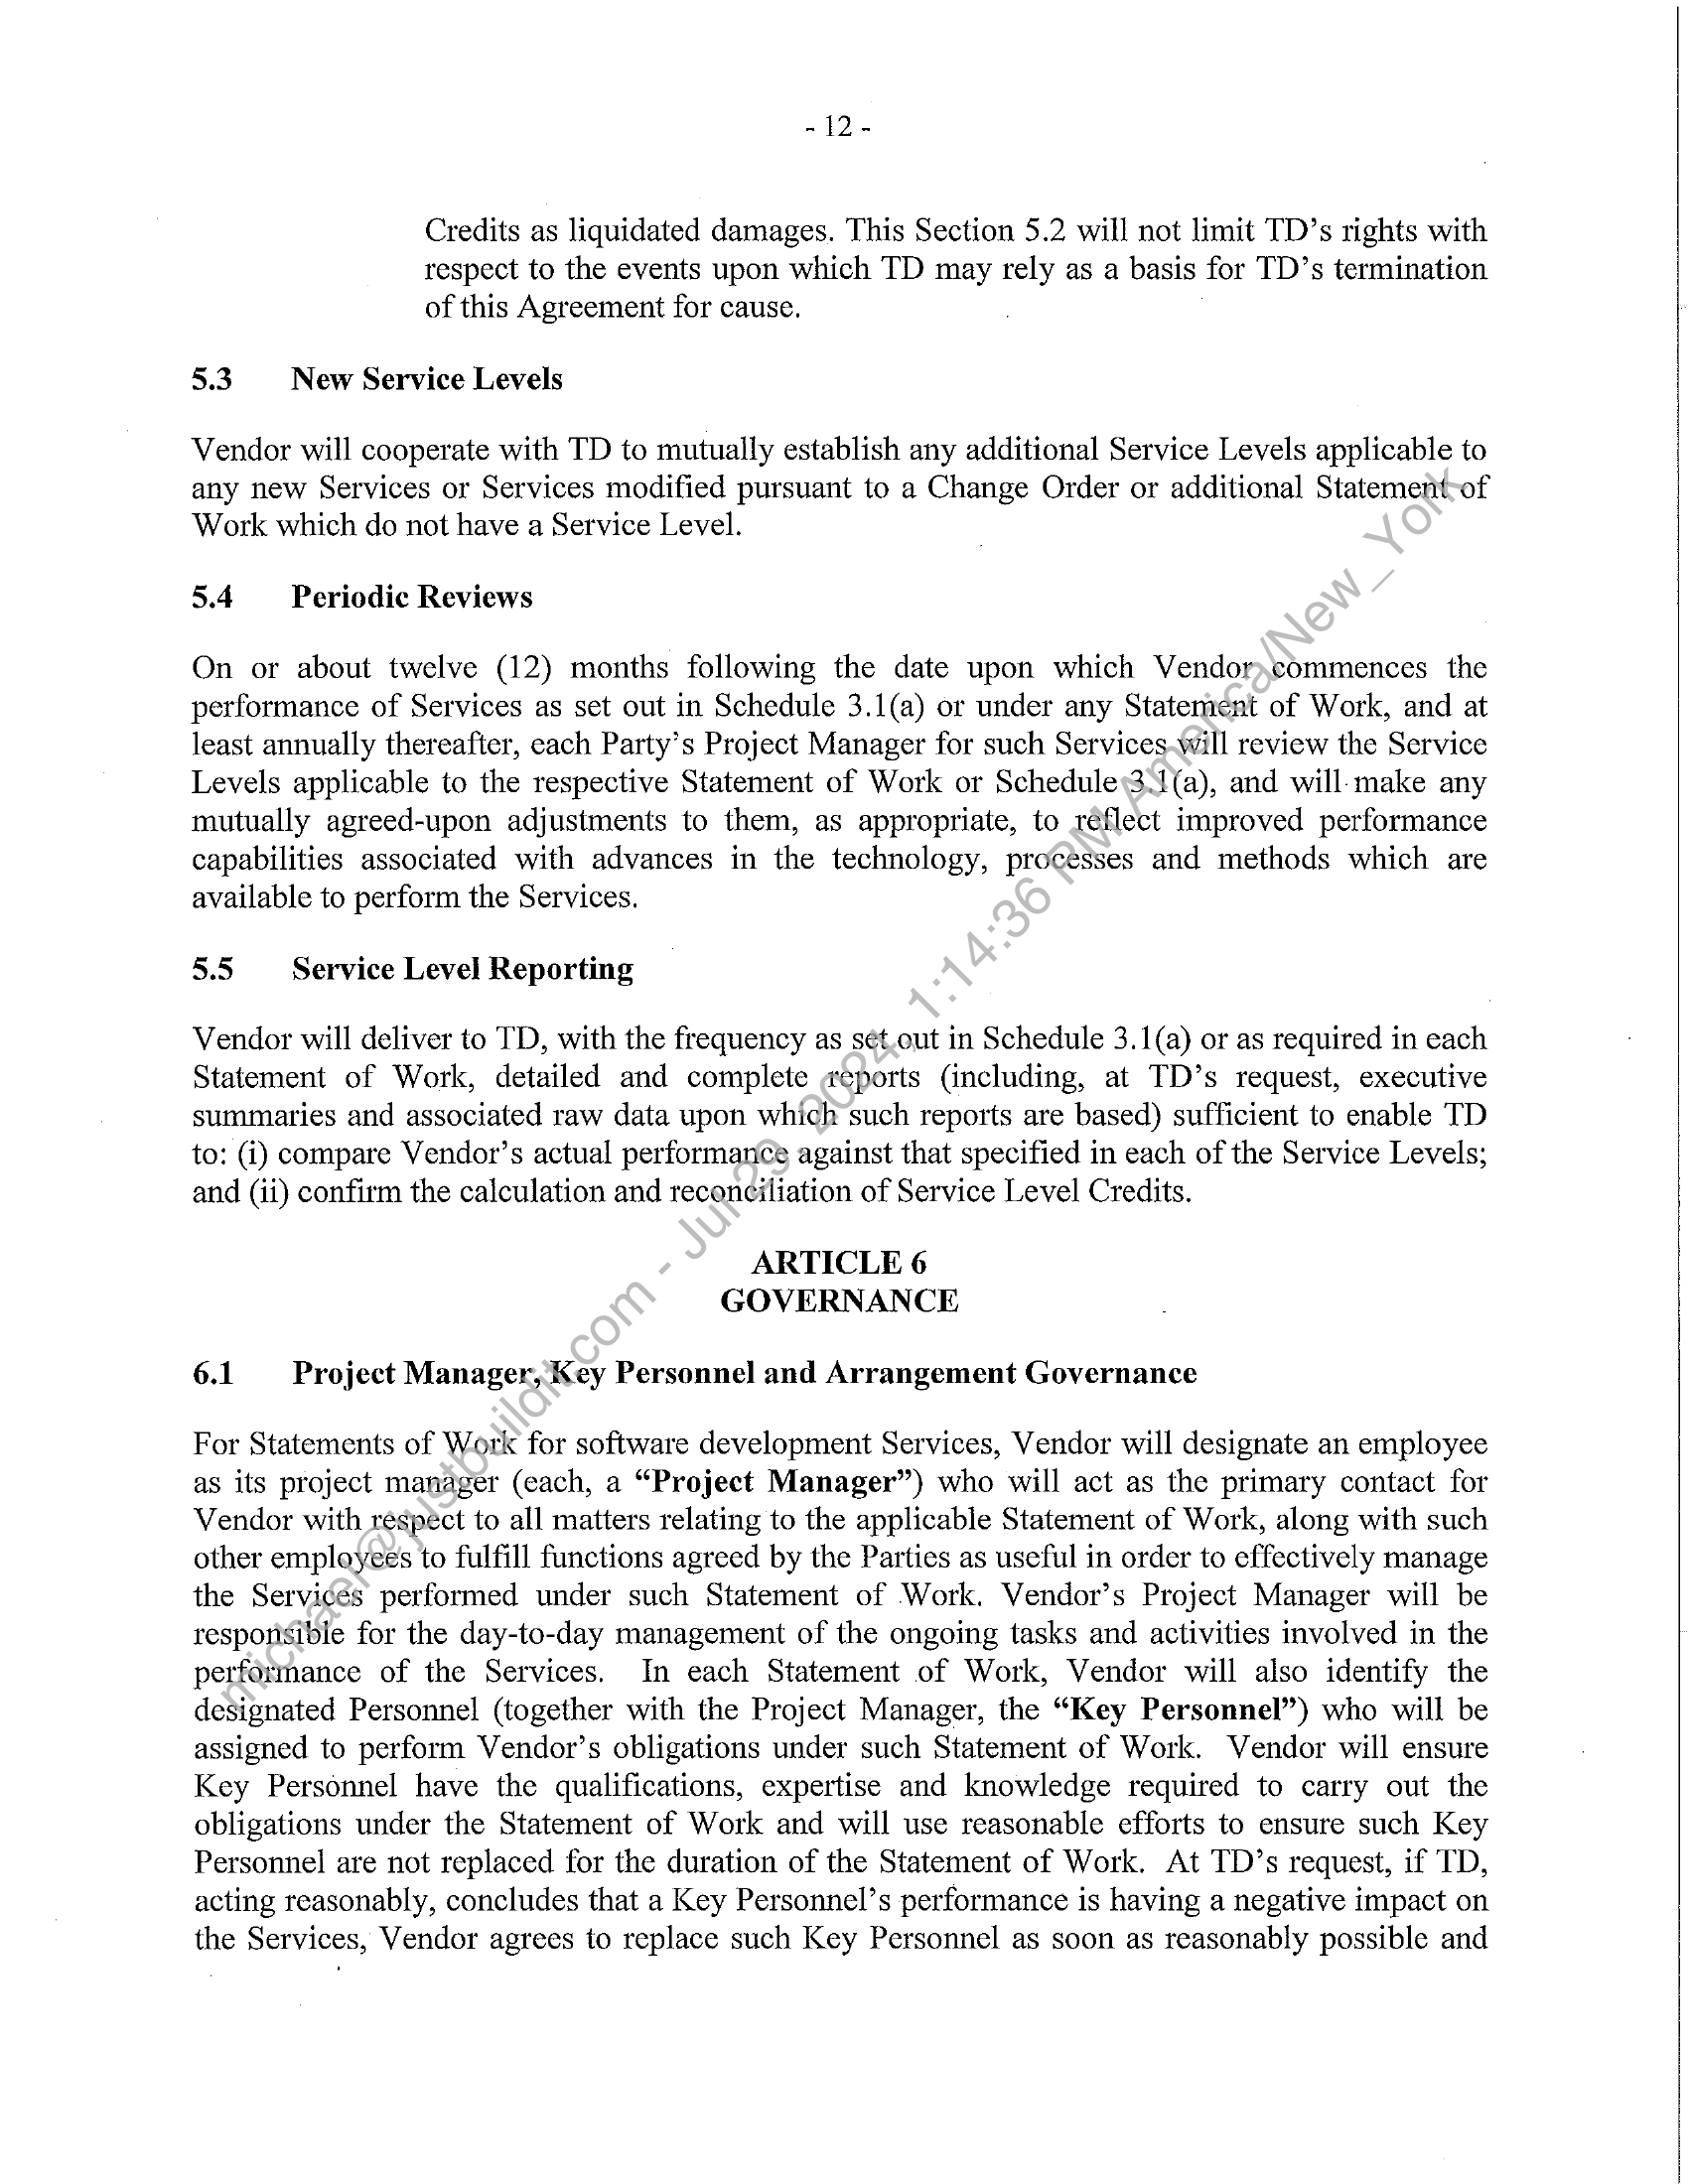 - 12 -
Credits as liquidated damages. This Section 5.2 will not limit TD's rights with
respect to the events upon which TD may rely as a basis for TD's termination
of this Agreement for cause.
5.3 New Service Levels
Vendor will cooperate with TD to mutually establish any additional Service Levels applicable to
any new Services or Services modified pursuant to a Change Order or additional Statement of
Work which do not have a Service Level.
5.4 Periodic Reviews
On or about twelve (12) months following the date upon which Vendor commences the
performance of Services as set out in Schedule 3.1(a) or under any Statement of Work, and at
least annually thereafter, each Party's Project Manager for such Services will review the Service
Levels applicable to the respective Statement of Work or Schedule 3.1(a), and will make any
mutually agreed-upon adjustments to them, as appropriate, to reflect improved performance
capabilities associated with advances in the technology, processes and methods which are
available to perform the Services.
5.5 Service Level Reporting
Vendor will deliver to TD, with the frequency as set out in Schedule 3.1(a) or as required in each
Statement of Work, detailed and complete reports (including, at TD's request, executive
summaries and associated raw data upon which such reports are based) sufficient to enable TD
to: (i) compare Vendor's actual performance against that specified in each of the Service Levels;
and (ii) confirm the calculation and reconciliation of Service Level Credits.
ARTICLE 6
GOVERNANCE
6.1 Project Manager, Key Personnel and Arrangement Governance
For Statements of Work for software development Services, Vendor will designate an employee
as its project manager (each, a "Project Manager") who will act as the primary contact for
Vendor with respect to all matters relating to the applicable Statement of Work, along with such
other employees to fulfill functions agreed by the Parties as useful in order to effectively manage
the Services performed under such Statement of Work. Vendor's Project Manager will be
responsible for the day-to-day management of the ongoing tasks and activities involved in the
performance of the Services. In each Statement of Work, Vendor will also identify the
designated Personnel (together with the Project Manager, the "Key Personnel") who will be
assigned to perform Vendor's obligations under such Statement of Work. Vendor will ensure
Key Personnel have the qualifications, expertise and knowledge required to carry out the
obligations under the Statement of Work and will use reasonable efforts to ensure such Key
Personnel are not replaced for the duration of the Statement of Work. At TD's request, if TD,
acting reasonably, concludes that a Key Personnel's performance is having a negative impact on
the Services, Vendor agrees to replace such Key Personnel as soon as reasonably possible and
michael@justbuildit.com - Jul 29, 2024, 1:14:36 PM America/New_York